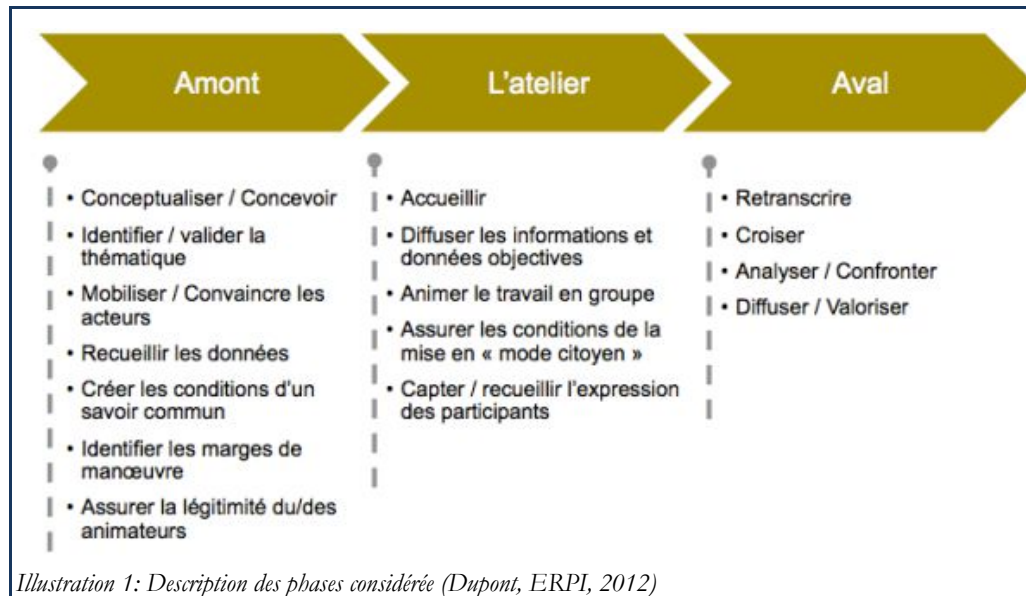 Amont
• Conceptualiser / Concevoir
• Identifier / valider la
thématique
• Mobiliser / Convaincre les
acteurs
• Recueillir les données
• Créer les conditions d'un
savoir commun
• Identifier les marges de
manœuvre
• Assurer la légitimité du/des
animateurs
L'atelier
• Accueillir
• Diffuser les informations et
données objectives
• Animer le travail en groupe
• Assurer les conditions de la
mise en « mode citoyen »
• Capter / recueillir l'expression
des participants
Aval
• Retranscrire
• Croiser
• Analyser / Confronter
• Diffuser / Valoriser
Illustration 1: Description des phases considérée (Dupont, ERPI, 2012)